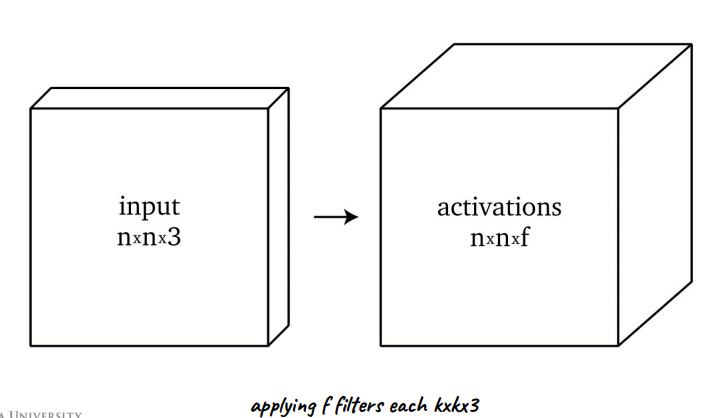 input
n×n×3
activations
n×n×f
applying f filters each kxkx3
UNIVERSITY